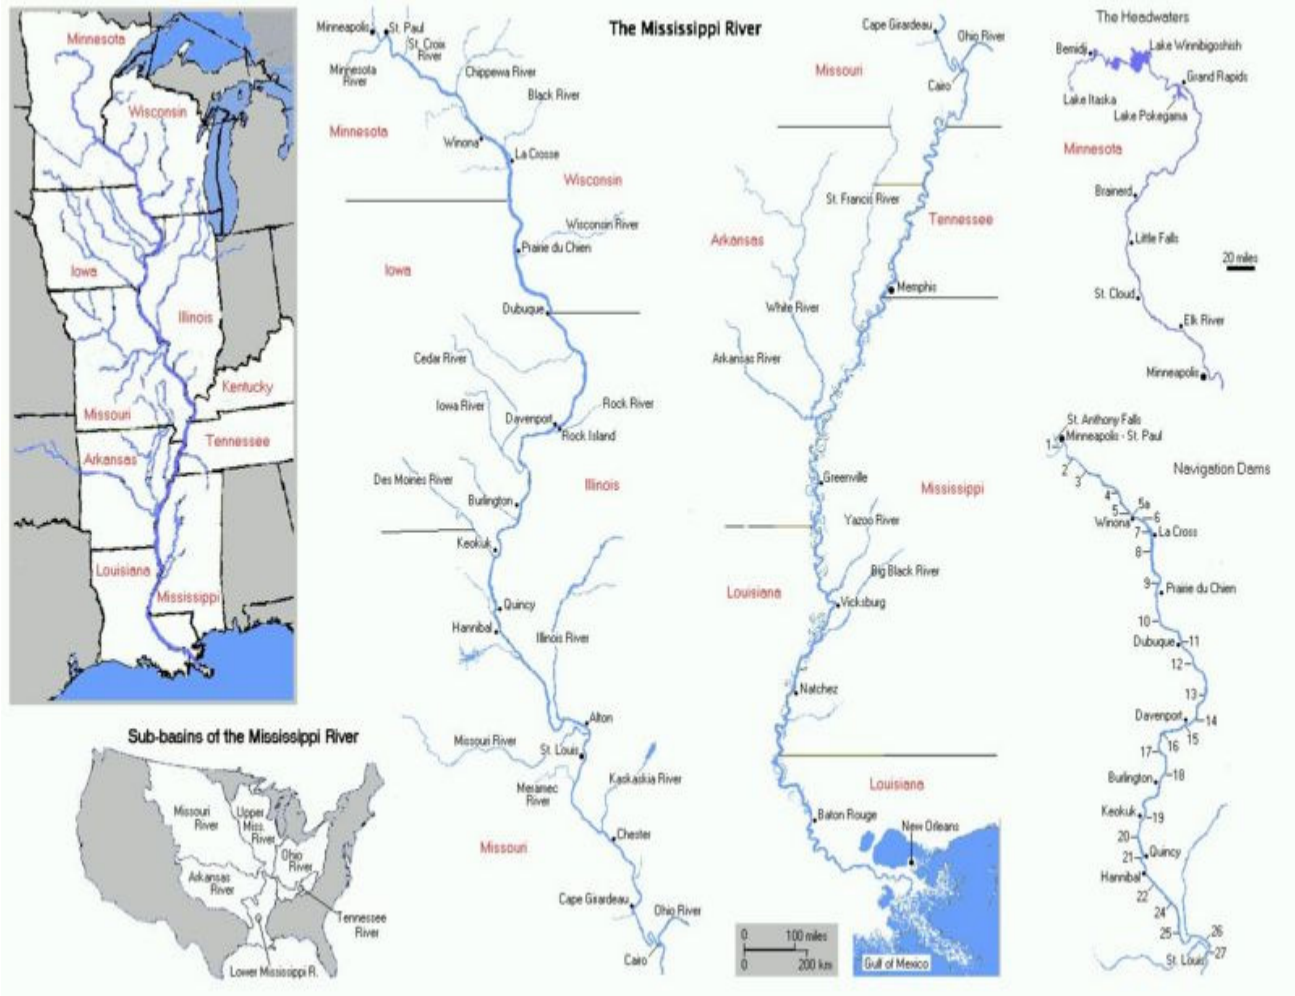 The Mississippi River
Minnesota
Wisconsin
Iowa
Illinois
Kentucky
Missouri
Tennessee
Arkansas
Louisiana
Mississippi
Sub-basins of the Mississippi River
Missouri
River
Upper
Miss.
River
Ohio
River
Arkansas
River
Tennessee
River
Lower Mississippi R.
Minneapolis
St. Paul
St. Croix
River
Minnesota
River
Chippewa River
Black River
Minnesota
Winona
La Crosse
Wisconsin
Wisconsin River
Prairie du Chien
Iowa
Dubuque
Cedar River
Iowa River
Davenport
Rock River
Rock Island
Des Moines River
Illinois
Burlington
Keokuk
Quincy
Hannibal
Illinois River
Alton
Missouri River
St. Louis
Kaskaskia River
Meramec
River
Chester
Missouri
Cape Girardeau
Ohio River
Cairo
Cape Girardeau
Ohio River
Missouri
Cairo
St. Francis River
Tennessee
Arkansas
Memphis
White River
Arkansas River
Greenville
Mississippi
Yazoo River
Big Black River
Louisiana
Vicksburg
Natchez
Louisiana
Baton Rouge
New Orleans
0 100 miles
0 200 km
Gulf of Mexico
The Headwaters
Bemidji
Lake Winnibigoshish
Grand Rapids
Lake Itaska
Lake Pokegama
Minnesota
Brainerd
Little Falls
20 miles
St. Cloud
Elk River
Minneapolis
St. Anthony Falls
1
Minneapolis - St. Paul
Navigation Dams
2
3
4
5a
5
6
Winona
7
La Cross
8
9
Prairie du Chien
10
Dubuque
11
12
13
Davenport
14
15
16
17
18
Burlington
Keokuk
19
20
21
Quincy
Hannibal
22
24
25
26
27
St. Louis